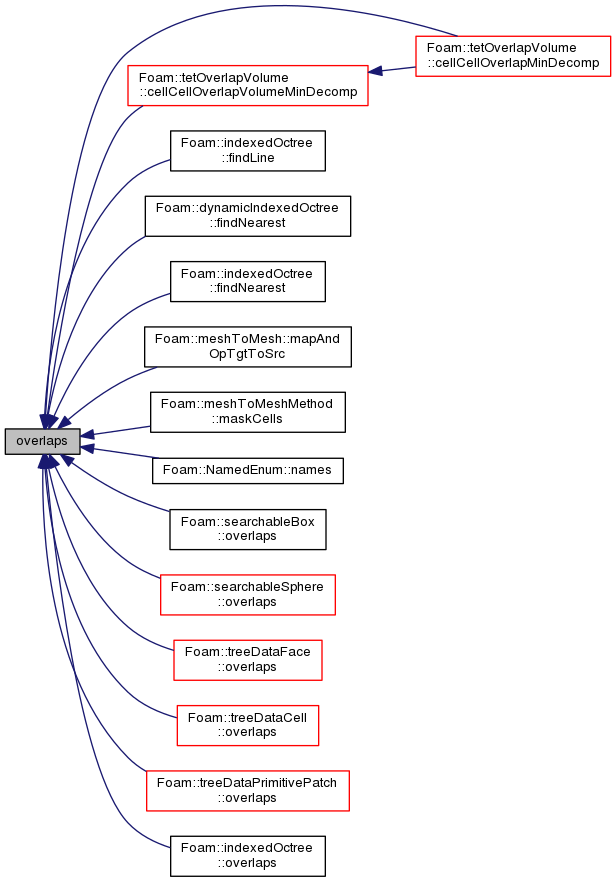 Foam::tetOverlapVolume
::cellCellOverlapMinDecomp
Foam::tetOverlapVolume
::cellCellOverlapVolumeMinDecomp
Foam::indexedOctree
::findLine
Foam::dynamicIndexedOctree
::findNearest
Foam::indexedOctree
::findNearest
Foam::meshToMesh::mapAnd
OpTgtToSrc
Foam::meshToMeshMethod
::maskCells
overlaps
Foam::NamedEnum::names
Foam::searchableBox
::overlaps
Foam::searchableSphere
::overlaps
Foam::treeDataFace
::overlaps
Foam::treeDataCell
::overlaps
Foam::treeDataPrimitivePatch
::overlaps
Foam::indexedOctree
::overlaps